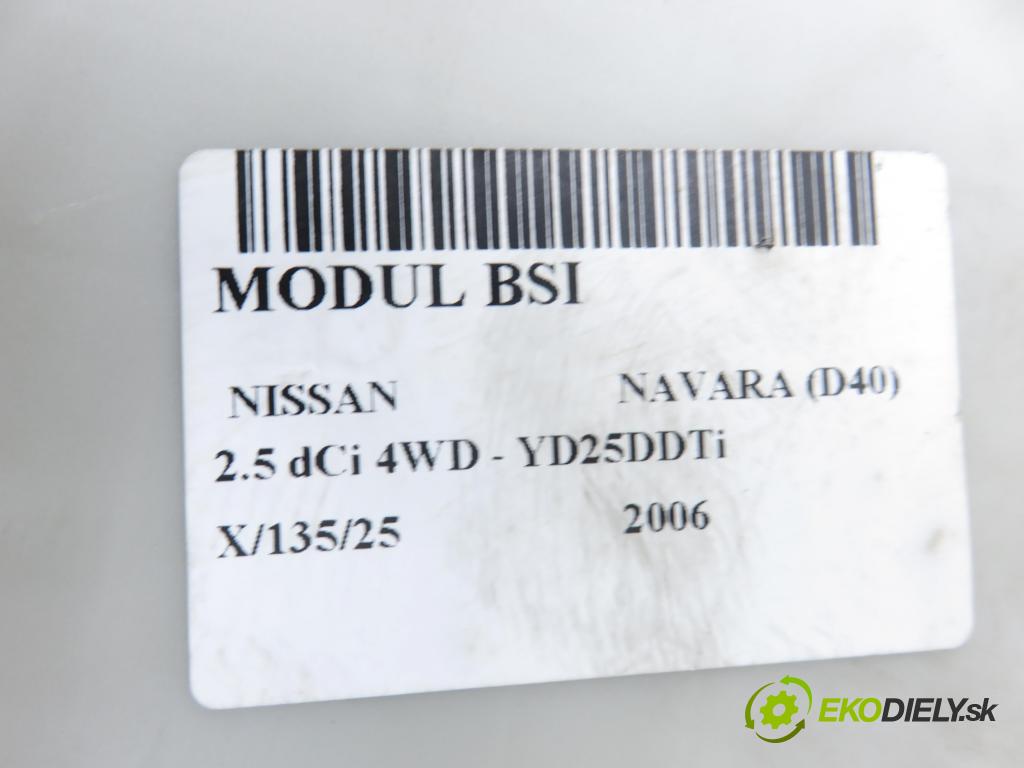 MODUL BSI
NISSAN NAVARA (D40)
2.5 dCi 4WD - YD25DDTi
X/135/25 2006
EKODIELY.sk